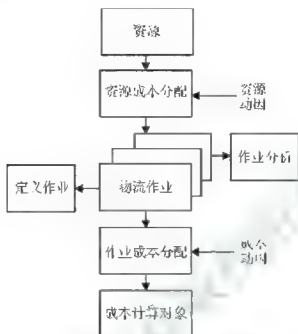 资源
资源成本分配
资源
动因
作业分析
定义作业
物流作业
作业成本分配
成本
动因
成本计算对象